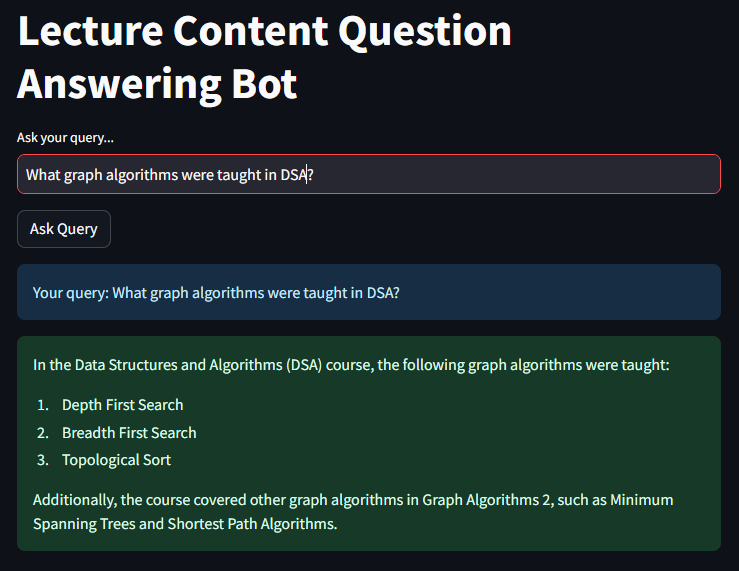 Lecture Content Question
Answering Bot
Ask your query...
What graph algorithms were taught in DSA?
Ask Query
Your query: What graph algorithms were taught in DSA?
In the Data Structures and Algorithms (DSA) course, the following graph algorithms were taught:
1. Depth First Search
2. Breadth First Search
3. Topological Sort
Additionally, the course covered other graph algorithms in Graph Algorithms 2, such as Minimum
Spanning Trees and Shortest Path Algorithms.